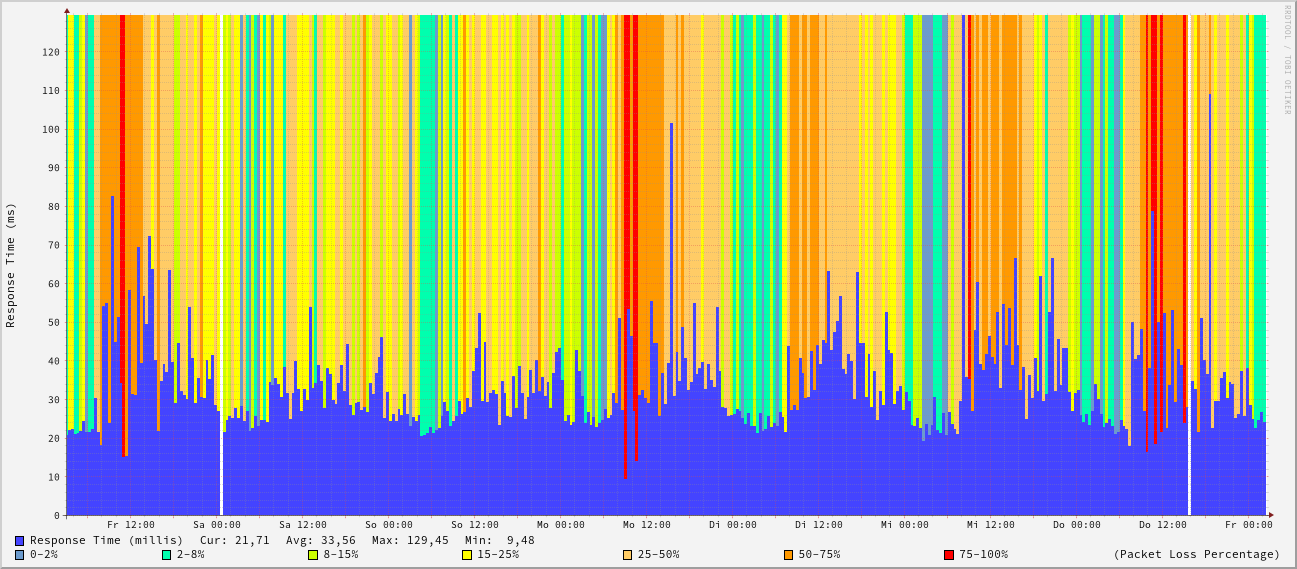 RRDTOOL / TOBI OETIKER
Response Time (ms)
120
110
100
90
80
70
60
50
40
30
20
10
0
Fr 12:00 Sa 00:00 Sa 12:00 So 00:00 So 12:00 Mo 00:00 Mo 12:00 Di 00:00 Di 12:00 Mi 00:00 Mi 12:00 Do 00:00 Do 12:00 Fr 00:00
Response Time (millis) Cur: 21,71 Avg: 33,56 Max: 129,45 Min: 9,48
0-2% 2-8% 8-15% 15-25% 25-50% 50-75% 75-100% (Packet Loss Percentage)